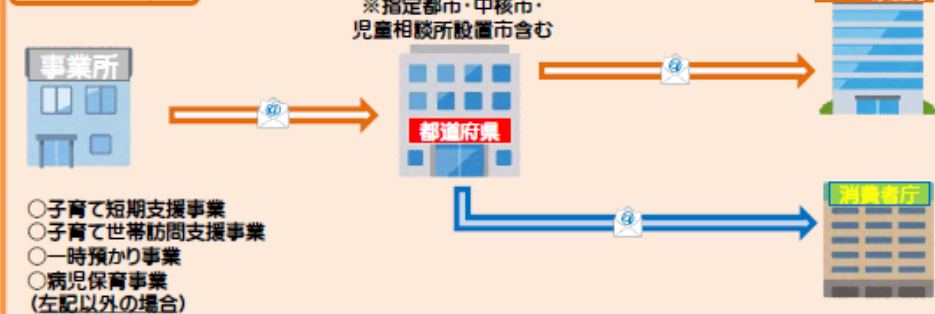 ※指定都市・中核市・
児童相談所設置市含む
事業所
都道府県
消費者庁
○子育て短期支援事業
○子育て世帯訪問支援事業
○一時預かり事業
○病児保育事業
(左記以外の場合)